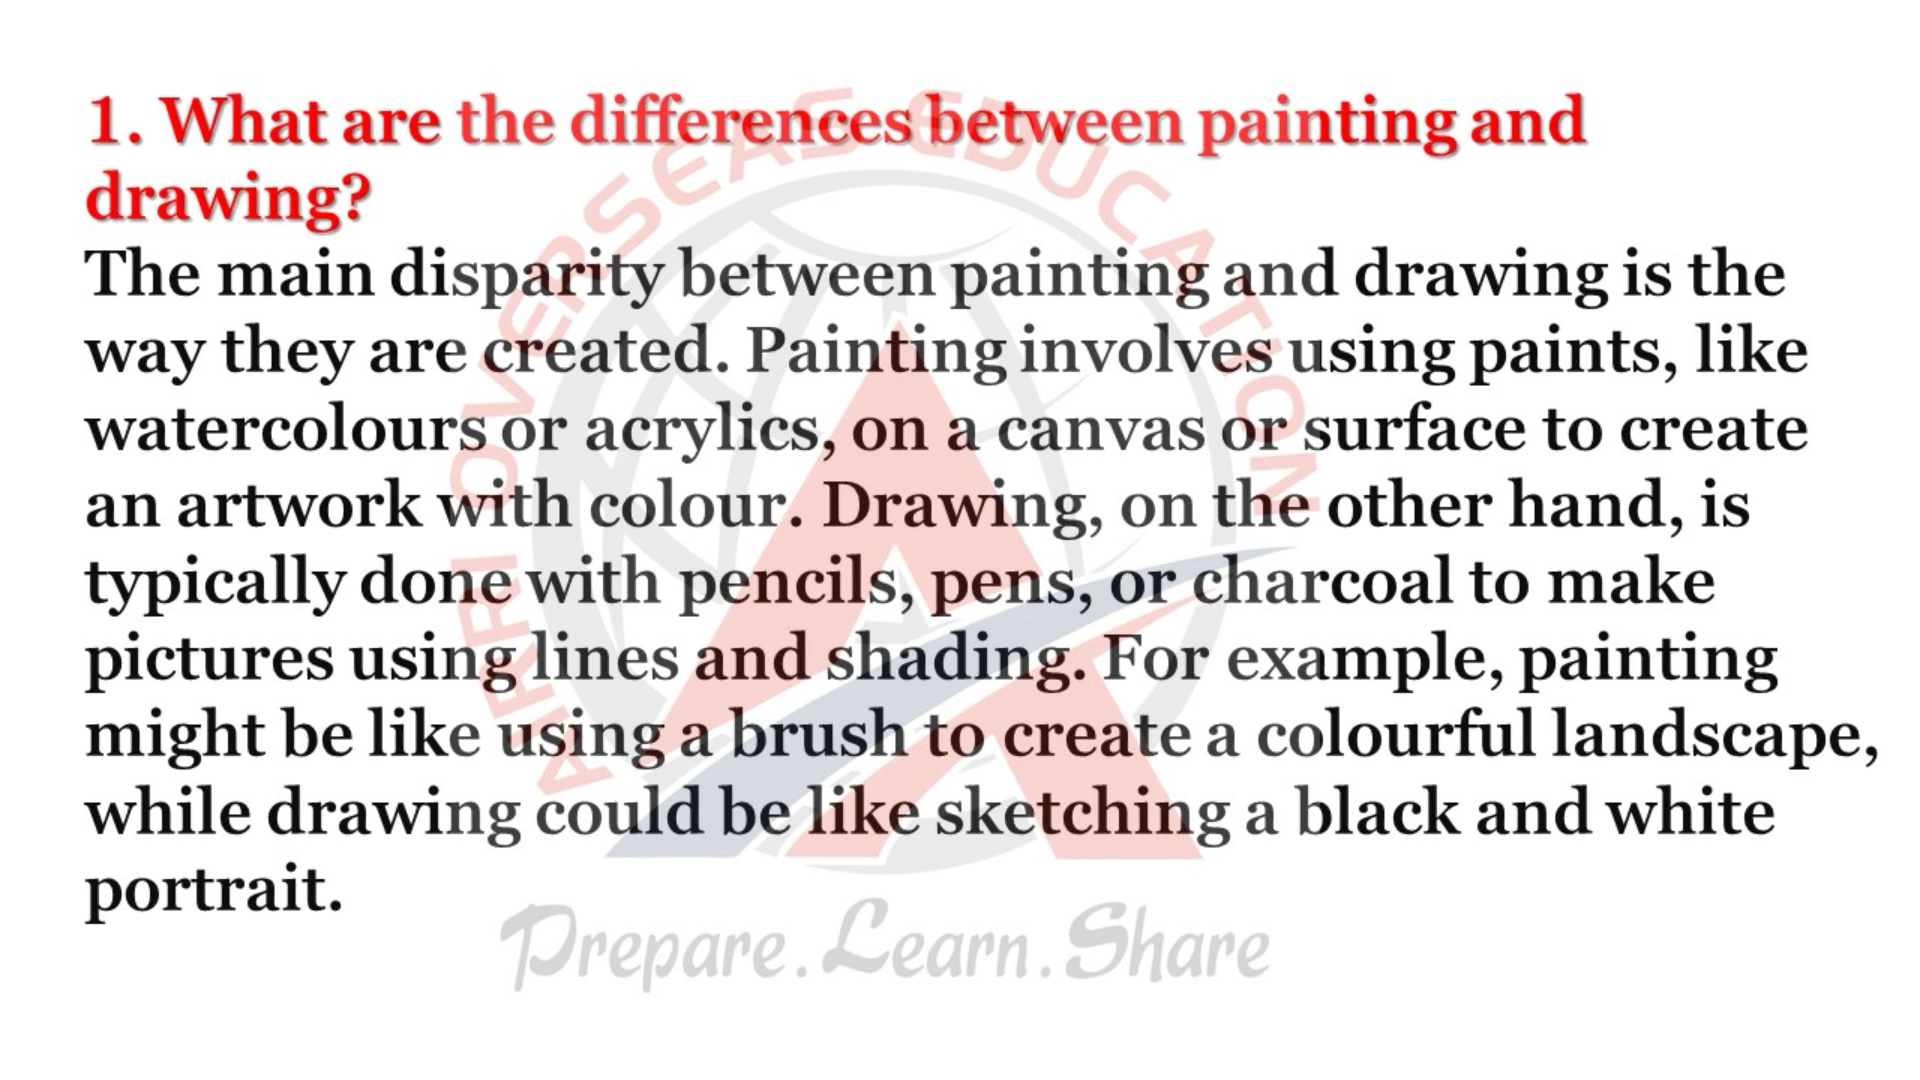 1. What are the differences between painting and
drawing?
The main disparity between painting and drawing is the
way they are created. Painting involves using paints, like
watercolours or acrylics, on a canvas or surface to create
an artwork with colour. Drawing, on the other hand, is
typically done with pencils, pens, or charcoal to make
pictures using lines and shading. For example, painting
might be like using a brush to create a colourful landscape,
while drawing could be like sketching a black and white
portrait.
OVERSEAS EDUCATION
Prepare. Learn. Share